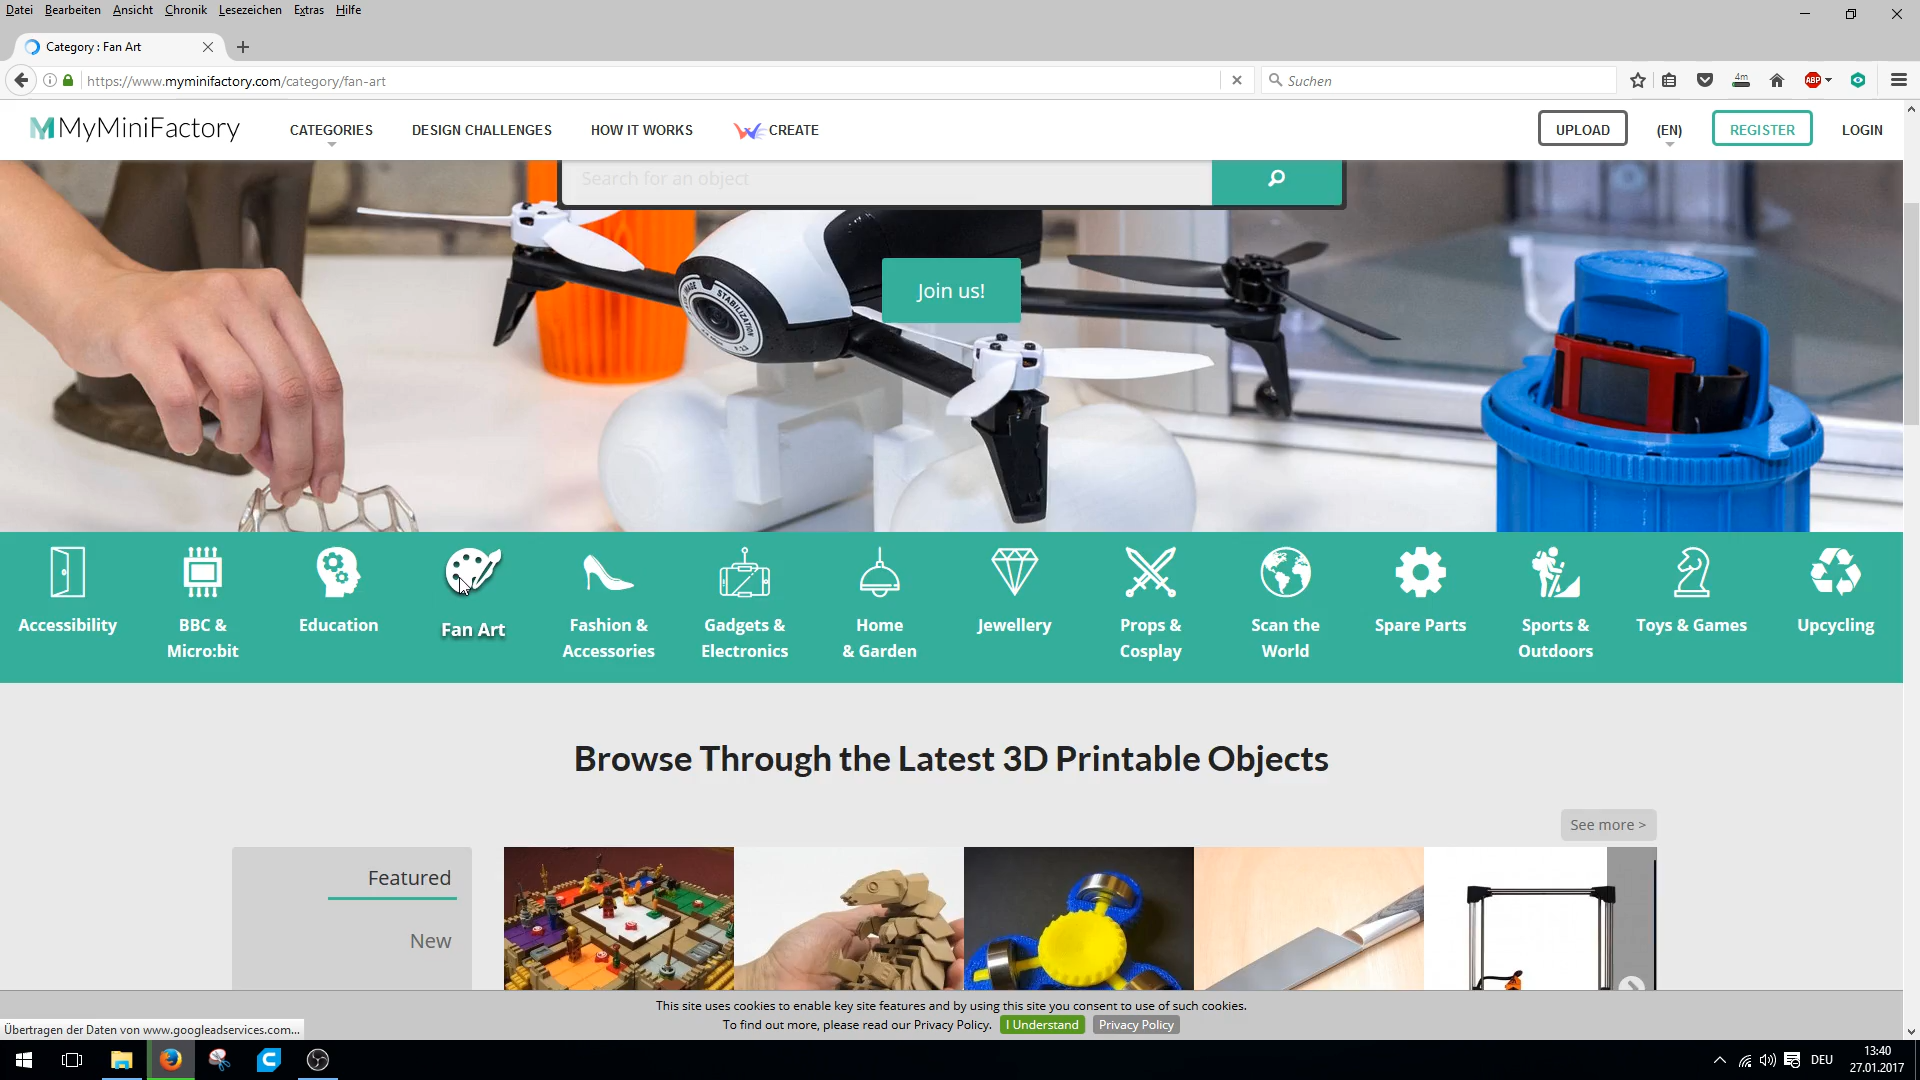 Datei Bearbeiten Ansicht Chronik Lesezeichen Extras Hilfe
Category : Fan Art
https://www.myminifactory.com/category/fan-art
Suchen
4m
ABP
MyMiniFactory
CATEGORIES
DESIGN CHALLENGES
HOW IT WORKS
CREATE
UPLOAD
(EN)
REGISTER
LOGIN
Search for an object
STABILIZATION
Join us!
Accessibility
BBC &
Micro:bit
Education
Fan Art
Fashion &
Accessories
Gadgets &
Electronics
Home
& Garden
Jewellery
Props &
Cosplay
Scan the
World
Spare Parts
Sports &
Outdoors
Toys & Games
Upcycling
Browse Through the Latest 3D Printable Objects
See more >
Featured
New
This site uses cookies to enable key site features and by using this site you consent to use of such cookies.
To find out more, please read our Privacy Policy. I Understand Privacy Policy
Übertragen der Daten von www.googleadservices.com...
DEU
13:40
27.01.2017